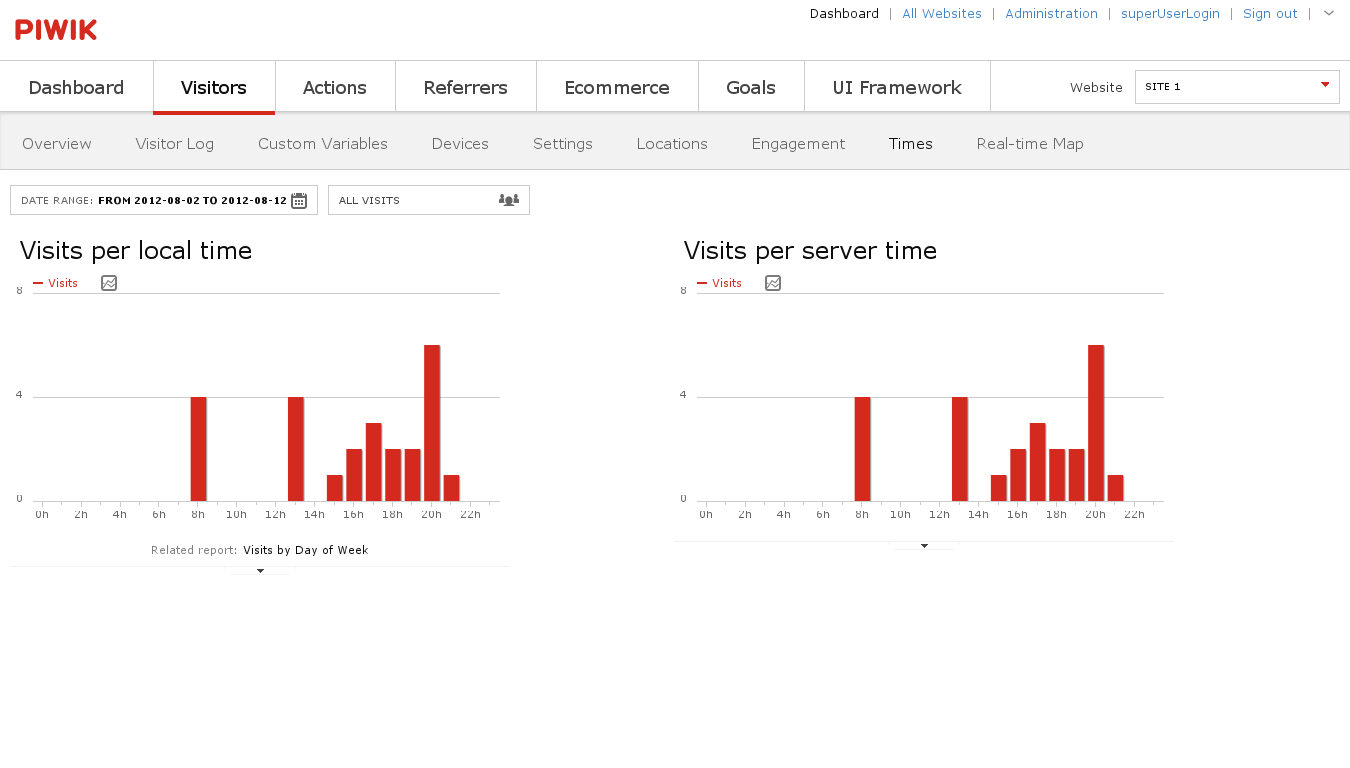 PIWIK
Dashboard | All Websites | Administration | superUserLogin | Sign out |
Dashboard Visitors Actions Referrers Ecommerce Goals UI Framework Website SITE 1
Overview Visitor Log Custom Variables Devices Settings Locations Engagement Times Real-time Map
DATE RANGE: FROM 2012-08-02 TO 2012-08-12 ALL VISITS
Visits per local time
Visits
8
4
0
0h 2h 4h 6h 8h 10h 12h 14h 16h 18h 20h 22h
Related report: Visits by Day of Week
Visits per server time
Visits
8
4
0
0h 2h 4h 6h 8h 10h 12h 14h 16h 18h 20h 22h